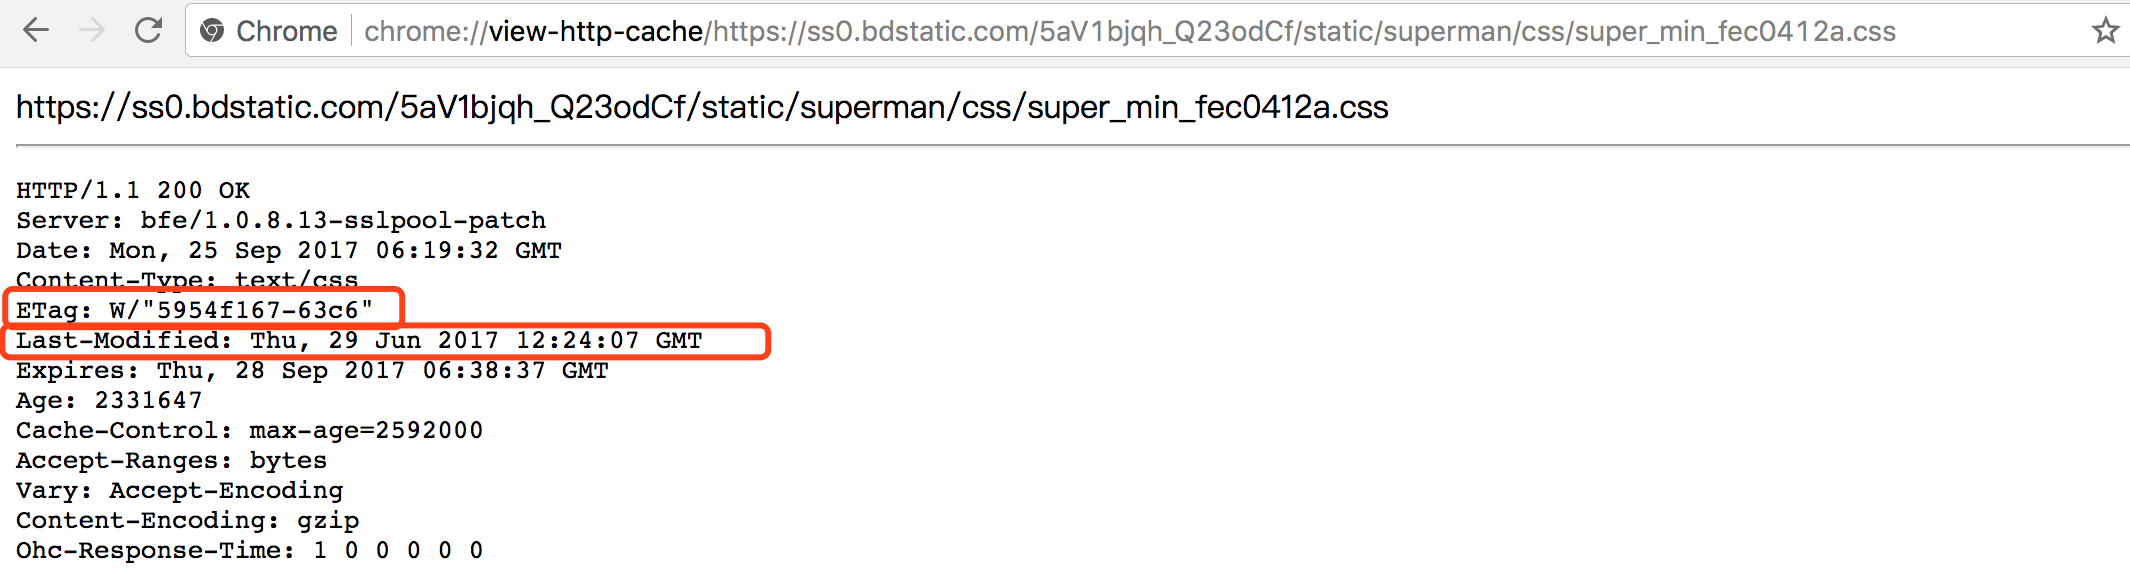 Chrome chrome://view-http-cache/https://ss0.bdstatic.com/5aV1bjqh_Q23odCf/static/superman/css/super_min_fec0412a.css
https://ss0.bdstatic.com/5aV1bjqh_Q23odCf/static/superman/css/super_min_fec0412a.css
HTTP/1.1 200 OK
Server: bfe/1.0.8.13-sslpool-patch
Date: Mon, 25 Sep 2017 06:19:32 GMT
Content-Type: text/css
ETag: W/"5954f167-63c6"
Last-Modified: Thu, 29 Jun 2017 12:24:07 GMT
Expires: Thu, 28 Sep 2017 06:38:37 GMT
Age: 2331647
Cache-Control: max-age=2592000
Accept-Ranges: bytes
Vary: Accept-Encoding
Content-Encoding: gzip
Ohc-Response-Time: 1 0 0 0 0 0